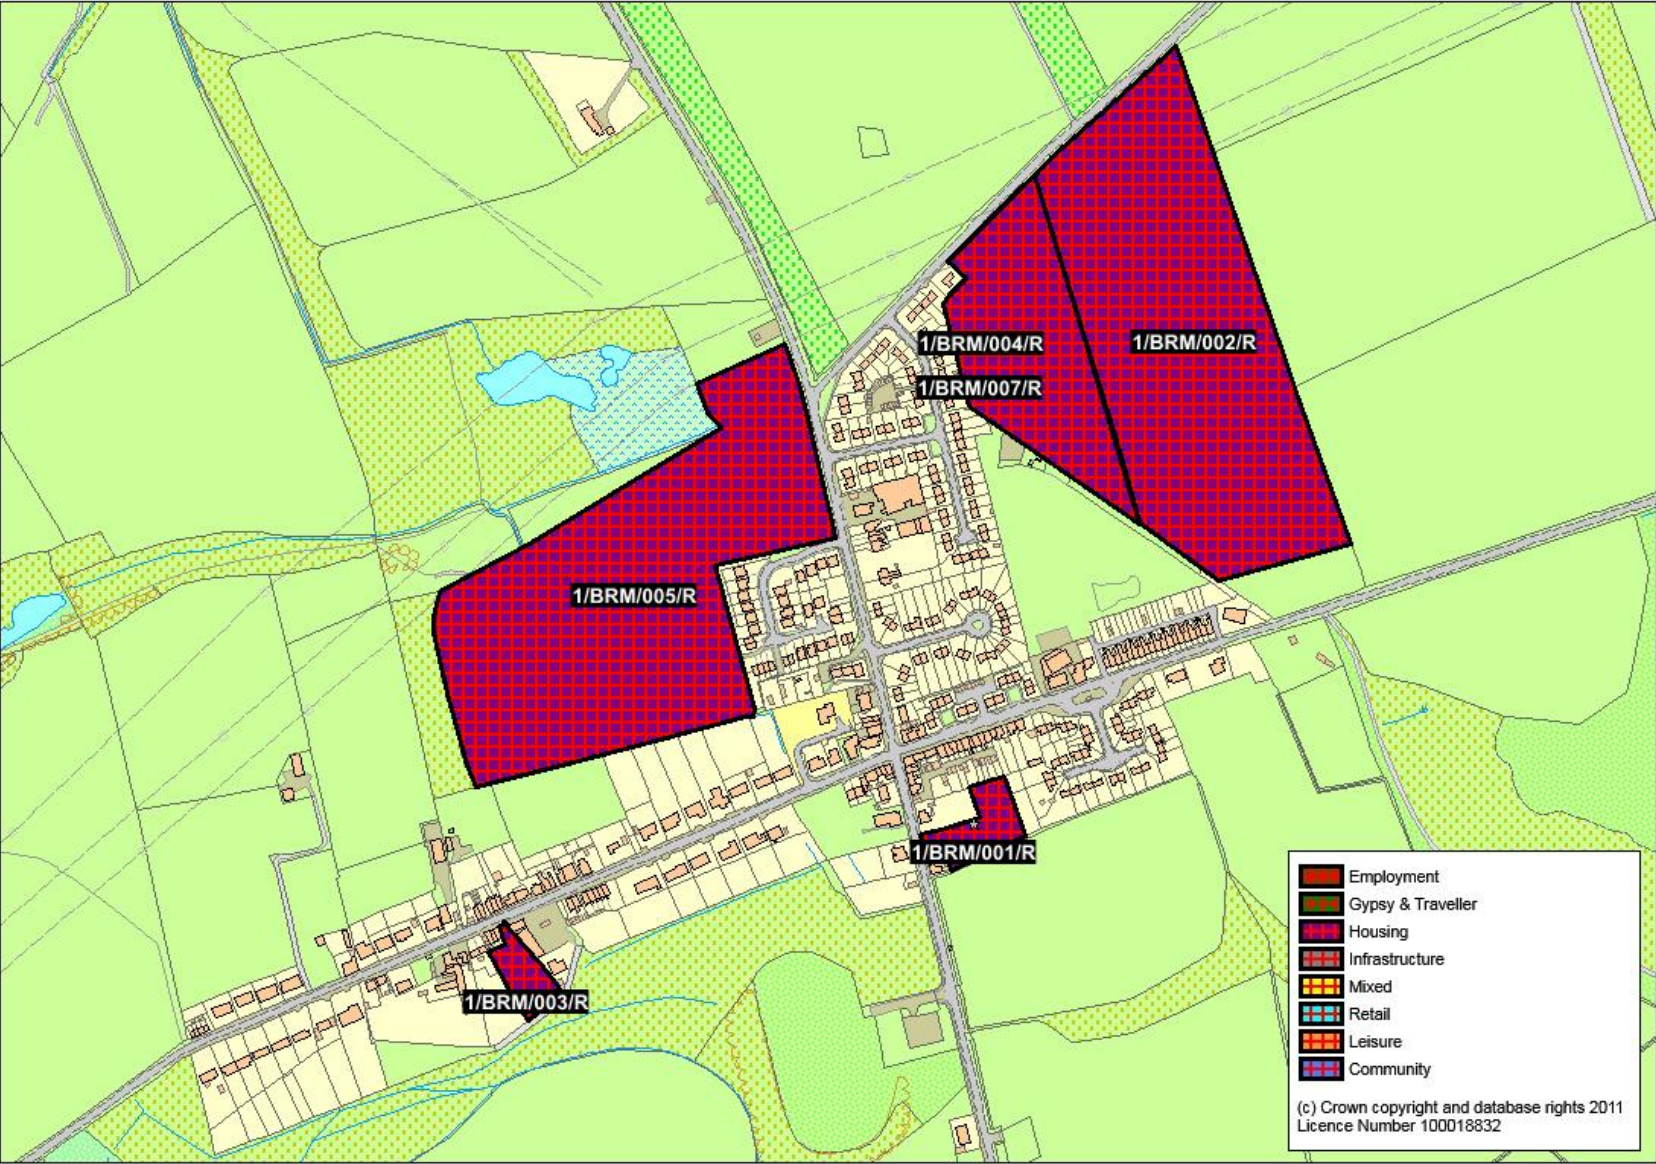 1/BRM/004/R
1/BRM/002/R
1/BRM/007/R
1/BRM/005/R
1/BRM/001/R
1/BRM/003/R
Employment
Gypsy & Traveller
Housing
Infrastructure
Mixed
Retail
Leisure
Community
(c) Crown copyright and database rights 2011
Licence Number 100018832